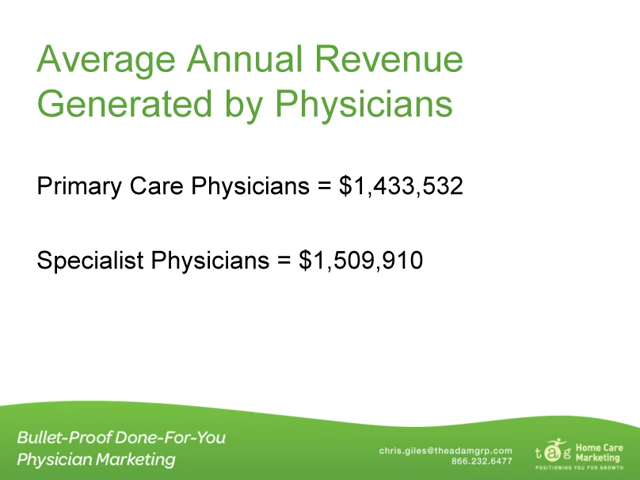 Average Annual Revenue
Generated by Physicians
Primary Care Physicians = $1,433,532
Specialist Physicians = $1,509,910
Bullet-Proof Done-For-You
Physician Marketing
chris.giles@theadamgrp.com
866.232.6477
tag Home Care
Marketing
POSITIONING YOU FOR GROWTH